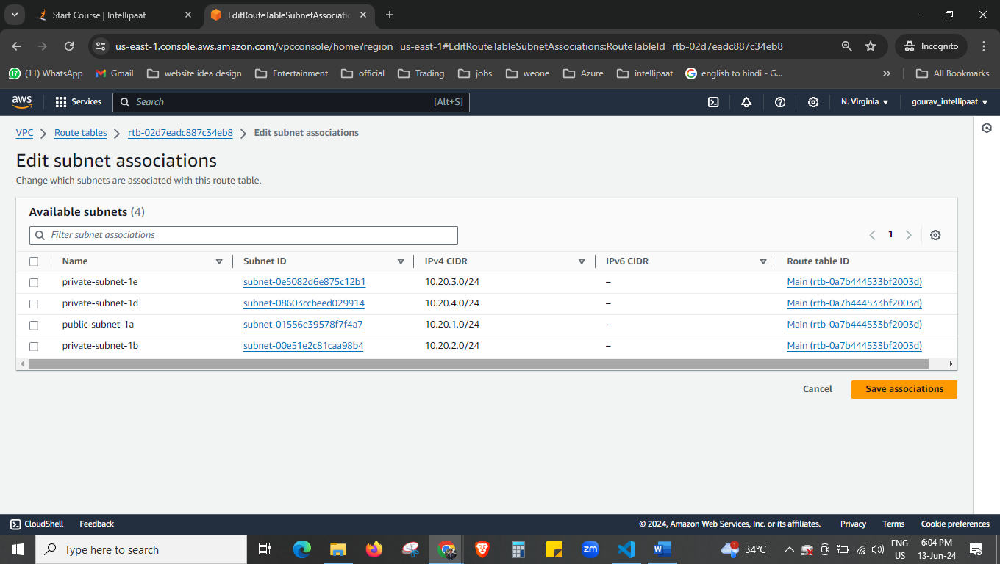 Start Course | Intellipaat
EditRouteTableSubnetAssociatio
us-east-1.console.aws.amazon.com/vpcconsole/home?region=us-east-1#EditRouteTableSubnetAssociations:RouteTableId=rtb-02d7eadc887c34eb8
Incognito
17 (11) WhatsApp
Gmail
website idea design
Entertainment
official
Trading
jobs
weone
Azure
intellipaat
english to hindi - G...
All Bookmarks
aws
Services
Search
[Alt+S]
N. Virginia
gourav_intellipaat
VPC
Route tables
rtb-02d7eadc887c34eb8
Edit subnet associations
Edit subnet associations
Change which subnets are associated with this route table.
Available subnets (4)
Filter subnet associations
1
Name Subnet ID IPv4 CIDR IPv6 CIDR Route table ID
private-subnet-1e subnet-0e5082d6e875c12b1 10.20.3.0/24 – Main (rtb-0a7b444533bf2003d)
private-subnet-1d subnet-08603ccbeed029914 10.20.4.0/24 – Main (rtb-0a7b444533bf2003d)
public-subnet-1a subnet-01556e39578f7f4a7 10.20.1.0/24 – Main (rtb-0a7b444533bf2003d)
private-subnet-1b subnet-00e51e2c81caa98b4 10.20.2.0/24 – Main (rtb-0a7b444533bf2003d)
Cancel
Save associations
CloudShell
Feedback
© 2024, Amazon Web Services, Inc. or its affiliates.
Privacy
Terms
Cookie preferences
Type here to search
zm
1
34°C
ENG
US
6:04 PM
13-Jun-24